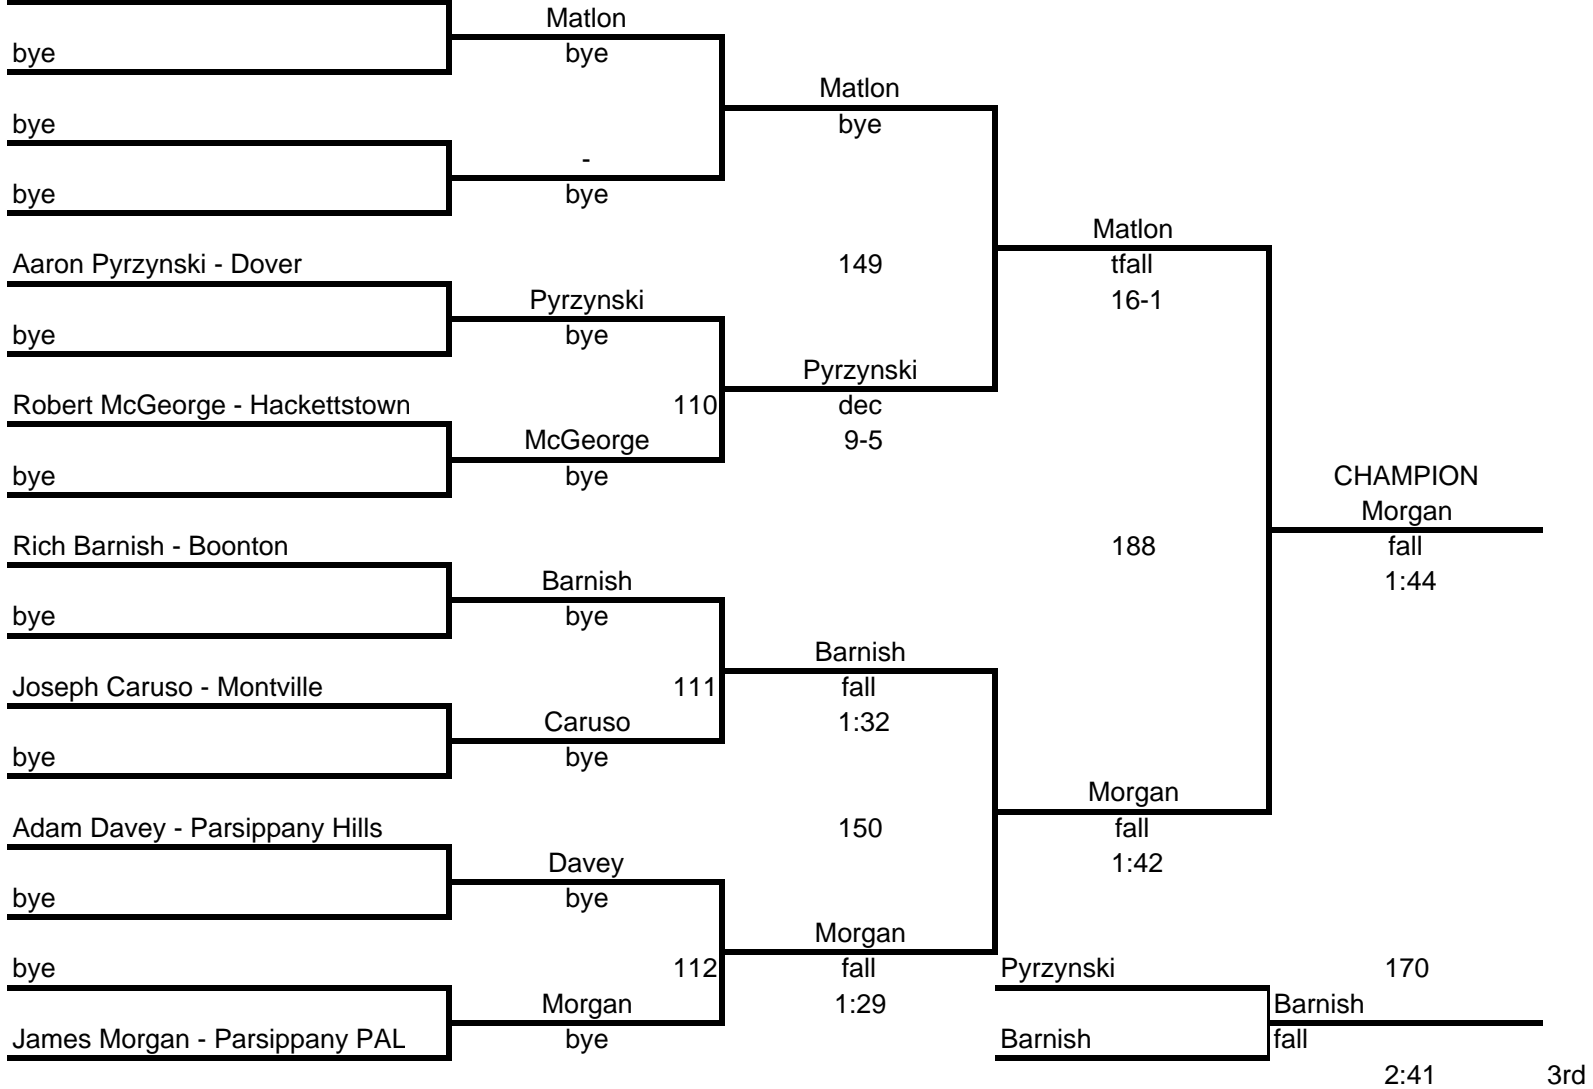 Matlon
bye
bye
Matlon
bye
bye
-
bye
bye
Matlon
Aaron Pyrzynski - Dover
149
tfall
Pyrzynski
16-1
bye
bye
Pyrzynski
Robert McGeorge - Hackettstown
110
dec
McGeorge
9-5
bye
bye
CHAMPION
Morgan
Rich Barnish - Boonton
188
fall
Barnish
1:44
bye
bye
Barnish
Joseph Caruso - Montville
111
fall
Caruso
1:32
bye
bye
Morgan
Adam Davey - Parsippany Hills
150
fall
Davey
1:42
bye
bye
Morgan
bye
112
fall
Pyrzynski
170
Morgan
1:29
Barnish
James Morgan - Parsippany PAL
bye
Barnish
fall
2:41
3rd